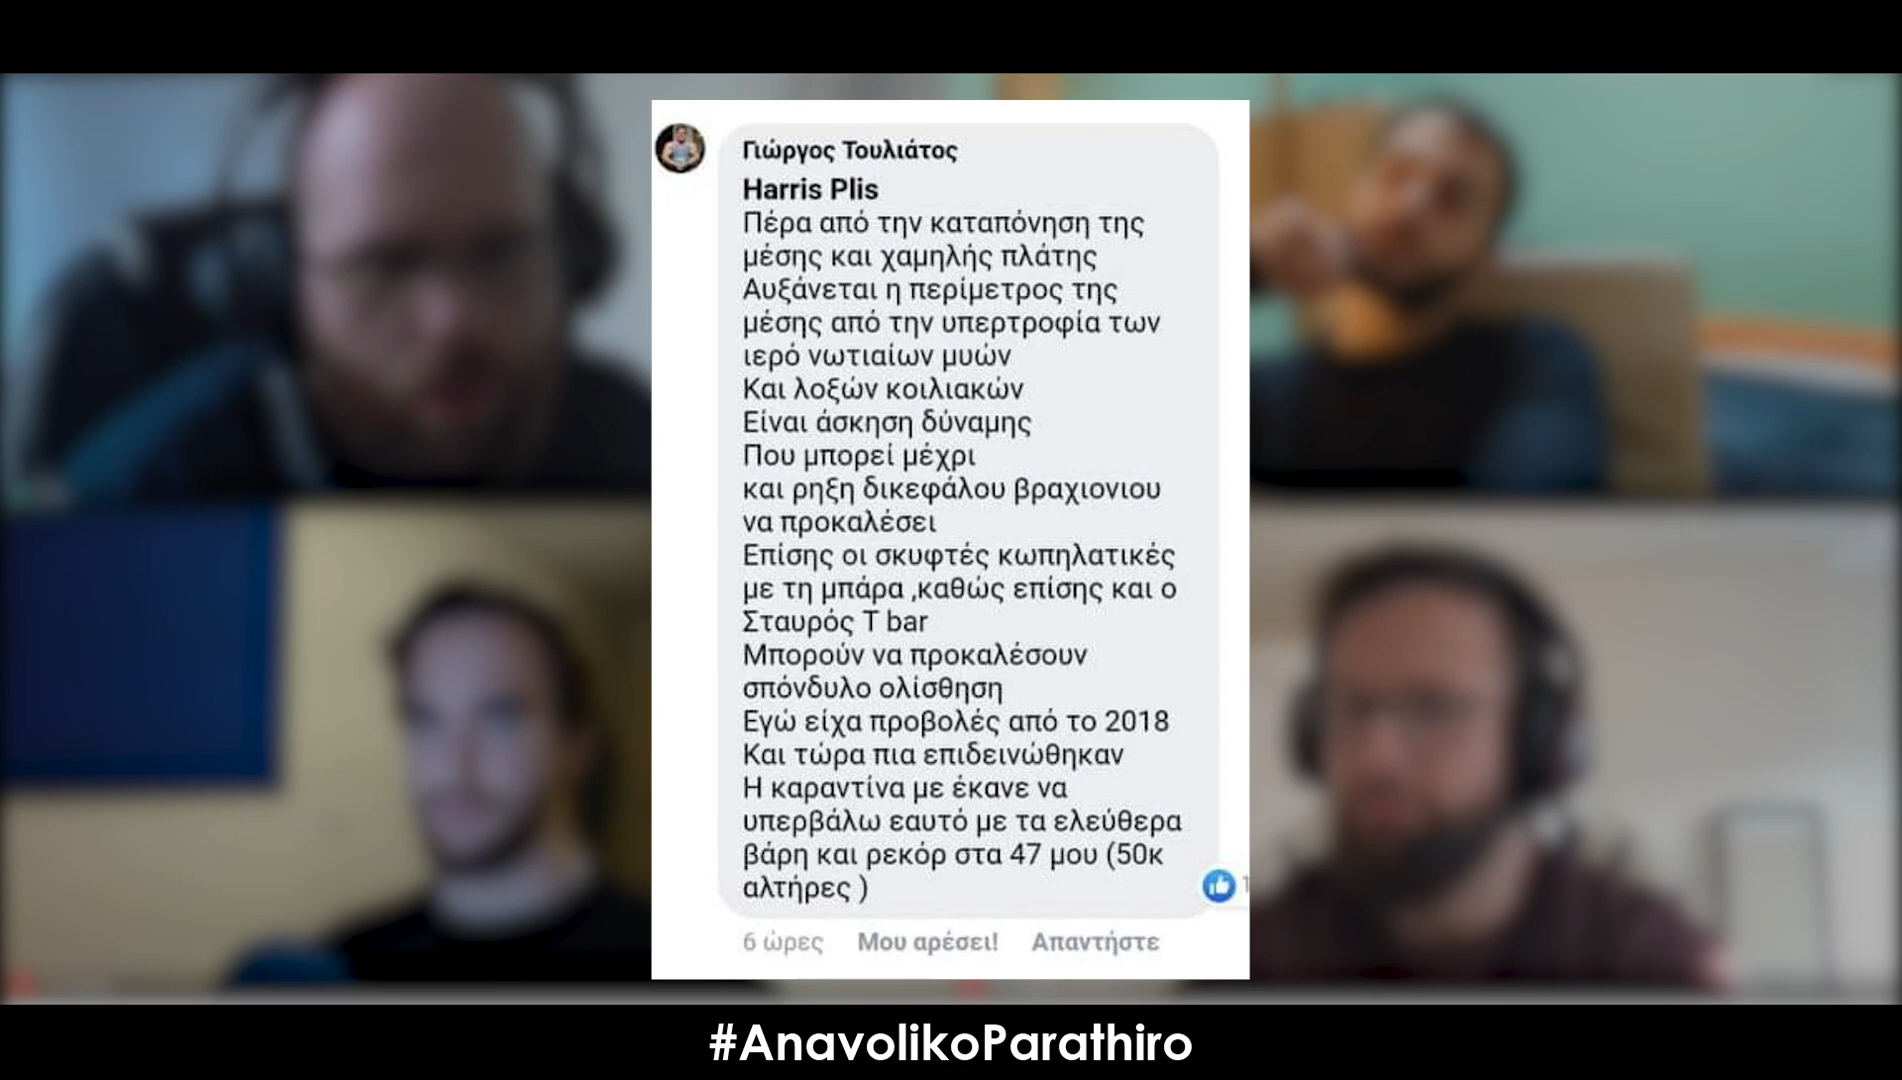 Γιώργος Τουλιάτος
Harris Plis
Πέρα από την καταπόνηση της
μέσης και χαμηλής πλάτης
Αυξάνεται η περίμετρος της
μέσης από την υπερτροφία των
ιερό νωτιαίων μυών
Και λοξών κοιλιακών
Είναι άσκηση δύναμης
Που μπορεί μέχρι
και ρηξη δικεφάλου βραχιονιου
να προκαλέσει
Επίσης οι σκυφτές κωπηλατικές
με τη μπάρα ,καθώς επίσης και ο
Σταυρός T bar
Μπορούν να προκαλέσουν
σπόνδυλο ολίσθηση
Εγώ είχα προβολές από το 2018
Και τώρα πια επιδεινώθηκαν
Η καραντίνα με έκανε να
υπερβάλω εαυτό με τα ελεύθερα
βάρη και ρεκόρ στα 47 μου (50κ
αλτήρες )
6 ώρες Μου αρέσει! Απαντήστε
#AnavolikoParathiro